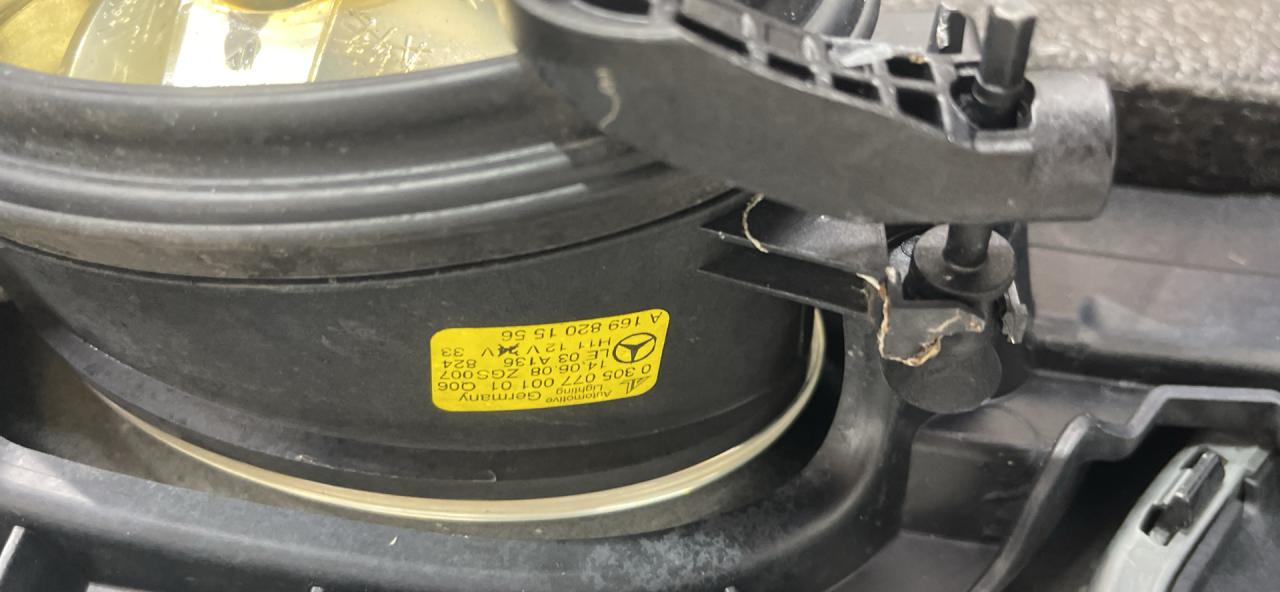 Automotive
Lighting Germany
0 305 077 001 01 Q06
14.06.08 ZGS007
LE 03 A136 824
H11 12 V V 33
A 169 820 15 56